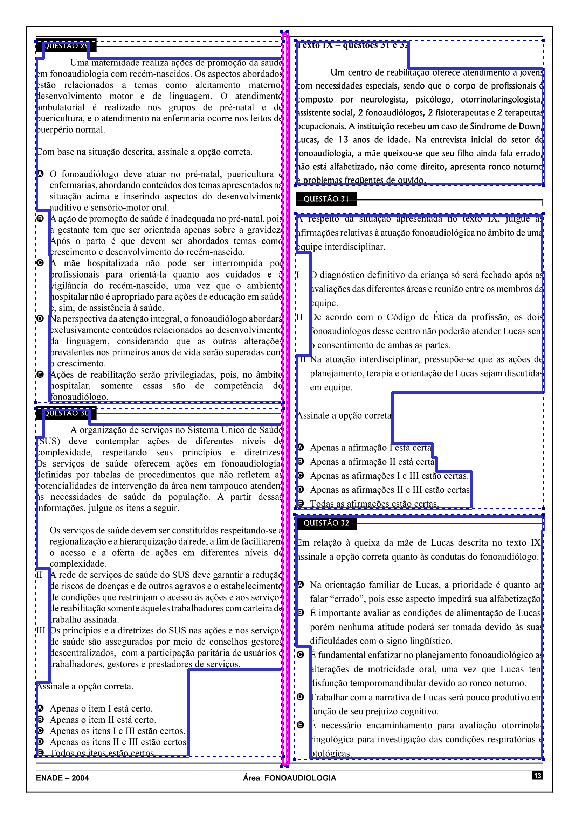 QUESTÃO 29
Uma maternidade realiza ações de promoção da saúde
em fonoaudiologia com recém-nascidos. Os aspectos abordados
estão relacionados a temas como aleitamento materno,
desenvolvimento motor e de linguagem. O atendimento
ambulatorial é realizado nos grupos de pré-natal e de
puericultura, e o atendimento na enfermaria ocorre nos leitos de
puerpério normal.
Com base na situação descrita, assinale a opção correta.
A O fonoaudiólogo deve atuar no pré-natal, puericultura e
enfermarias, abordando conteúdos dos temas apresentados na
situação acima e inserindo aspectos do desenvolvimento
auditivo e sensório-motor oral.
B A ação de promoção de saúde é inadequada no pré-natal, pois
a gestante tem que ser orientada apenas sobre a gravidez.
Após o parto é que devem ser abordados temas como
crescimento e desenvolvimento do recém-nascido.
C A mãe hospitalizada não pode ser interrompida por
profissionais para orientá-la quanto aos cuidados e à
vigilância do recém-nascido, uma vez que o ambiente
hospitalar não é apropriado para ações de educação em saúde
e, sim, de assistência à saúde.
D Na perspectiva da atenção integral, o fonoaudiólogo abordará
exclusivamente conteúdos relacionados ao desenvolvimento
da linguagem, considerando que as outras alterações
prevalentes nos primeiros anos de vida serão superadas com
o crescimento.
E Ações de reabilitação serão privilegiadas, pois, no âmbito
hospitalar, somente essas são de competência do
fonoaudiólogo.
QUESTÃO 30
A organização de serviços no Sistema Único de Saúde
(SUS) deve contemplar ações de diferentes níveis de
complexidade, respeitando seus princípios e diretrizes.
Os serviços de saúde oferecem ações em fonoaudiologia
definidas por tabelas de procedimentos que não refletem as
potencialidades de intervenção da área nem tampouco atendem
às necessidades de saúde da população. A partir dessas
informações, julgue os itens a seguir.
Os serviços de saúde devem ser constituídos respeitando-se a
regionalização e a hierarquização da rede, a fim de facilitarem
o acesso e a oferta de ações em diferentes níveis de
complexidade.
II A rede de serviços de saúde do SUS deve garantir a redução
de riscos de doenças e de outros agravos e o estabelecimento
de condições que restrinjam o acesso às ações e aos serviços
de reabilitação somente àqueles trabalhadores com carteira de
trabalho assinada.
III Os princípios e a diretrizes do SUS nas ações e nos serviços
de saúde são assegurados por meio de conselhos gestores
descentralizados, com a participação paritária de usuários e
trabalhadores, gestores e prestadores de serviços.
Assinale a opção correta.
A Apenas o item I está certo.
B Apenas o item II está certo.
C Apenas os itens I e III estão certos.
D Apenas os itens II e III estão certos.
E Todos os itens estão certos.
Texto IX – questões 31 e 32
Um centro de reabilitação oferece atendimento a jovens
com necessidades especiais, sendo que o corpo de profissionais é
composto por neurologista, psicólogo, otorrinolaringologista,
assistente social, 2 fonoaudiólogos, 2 fisioterapeutas e 2 terapeutas
ocupacionais. A instituição recebeu um caso de Síndrome de Down,
Lucas, de 13 anos de idade. Na entrevista inicial do setor de
fonoaudiologia, a mãe queixou-se que seu filho ainda fala errado,
não está alfabetizado, não come direito, apresenta ronco noturno
e problemas freqüentes de ouvido.
QUESTÃO 31
A respeito da situação apresentada no texto IX, julgue as
afirmações relativas à atuação fonoaudiológica no âmbito de uma
equipe interdisciplinar.
I O diagnóstico definitivo da criança só será fechado após as
avaliações das diferentes áreas e reunião entre os membros da
equipe.
II De acordo com o Código de Ética da profissão, os dois
fonoaudiólogos desse centro não poderão atender Lucas sem
o consentimento de ambas as partes.
III Na atuação interdisciplinar, pressupõe-se que as ações de
planejamento, terapia e orientação de Lucas sejam discutidas
em equipe.
Assinale a opção correta.
A Apenas a afirmação I está certa.
B Apenas a afirmação II está certa.
C Apenas as afirmações I e III estão certas.
D Apenas as afirmações II e III estão certas.
E Todas as afirmações estão certas.
QUESTÃO 32
Em relação à queixa da mãe de Lucas descrita no texto IX,
assinale a opção correta quanto às condutas do fonoaudiólogo.
A Na orientação familiar de Lucas, a prioridade é quanto ao
falar “errado”, pois esse aspecto impedirá sua alfabetização.
B É importante avaliar as condições de alimentação de Lucas,
porém nenhuma atitude poderá ser tomada devido às suas
dificuldades com o signo lingüístico.
C É fundamental enfatizar no planejamento fonoaudiológico as
alterações de motricidade oral, uma vez que Lucas tem
disfunção temporomandibular devido ao ronco noturno.
D Trabalhar com a narrativa de Lucas será pouco produtivo em
função de seu prejuízo cognitivo.
E É necessário encaminhamento para avaliação otorrinola-
ringológica para investigação das condições respiratórias e
otológicas.
ENADE – 2004
Área: FONOAUDIOLOGIA
13